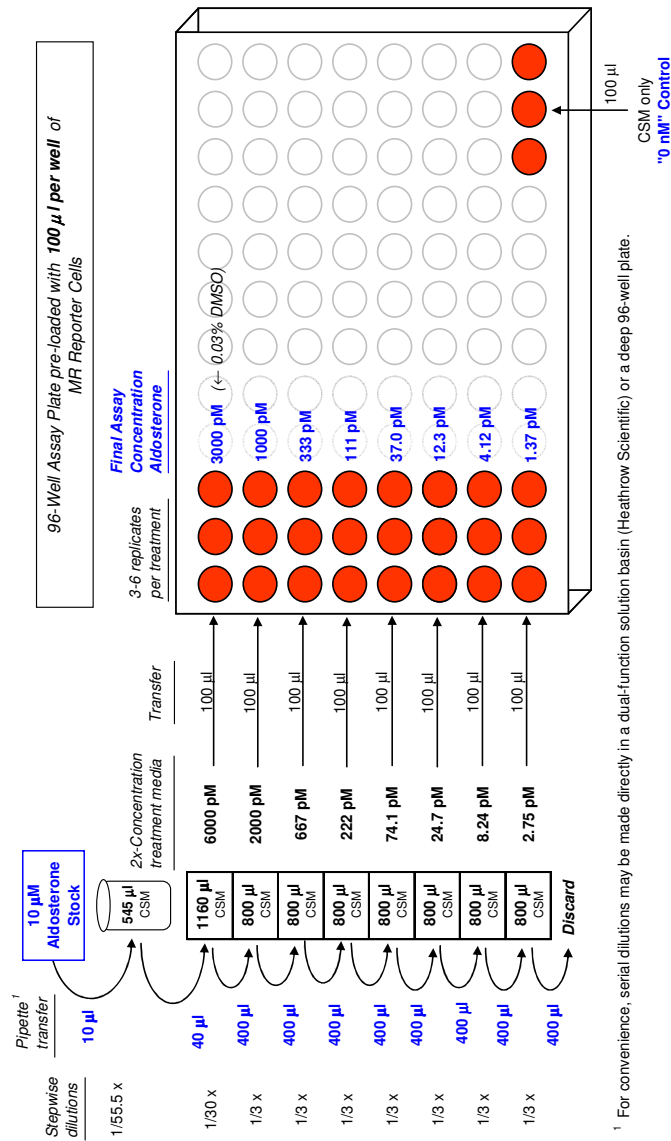 96-Well Assay Plate pre-loaded with 100 μl per well of
MR Reporter Cells
Stepwise
dilutions
Pipette¹
transfer
10 μM
Aldosterone
Stock
2x-Concentration
treatment media
Transfer
3-6 replicates
per treatment
Final Assay
Concentration
Aldosterone
1/55.5 x
10 μl
545 μl
CSM
1/30 x
40 μl
1160 μl
CSM
6000 pM
100 μl
3000 pM
(← 0.03% DMSO)
1/3 x
400 μl
800 μl
CSM
2000 pM
100 μl
1000 pM
1/3 x
400 μl
800 μl
CSM
667 pM
100 μl
333 pM
1/3 x
400 μl
800 μl
CSM
222 pM
100 μl
111 pM
1/3 x
400 μl
800 μl
CSM
74.1 pM
100 μl
37.0 pM
1/3 x
400 μl
800 μl
CSM
24.7 pM
100 μl
12.3 pM
1/3 x
400 μl
800 μl
CSM
8.24 pM
100 μl
4.12 pM
1/3 x
400 μl
800 μl
CSM
2.75 pM
100 μl
1.37 pM
400 μl
Discard
100 μl
CSM only
"0 nM" Control
¹ For convenience, serial dilutions may be made directly in a dual-function solution basin (Heathrow Scientific) or a deep 96-well plate.